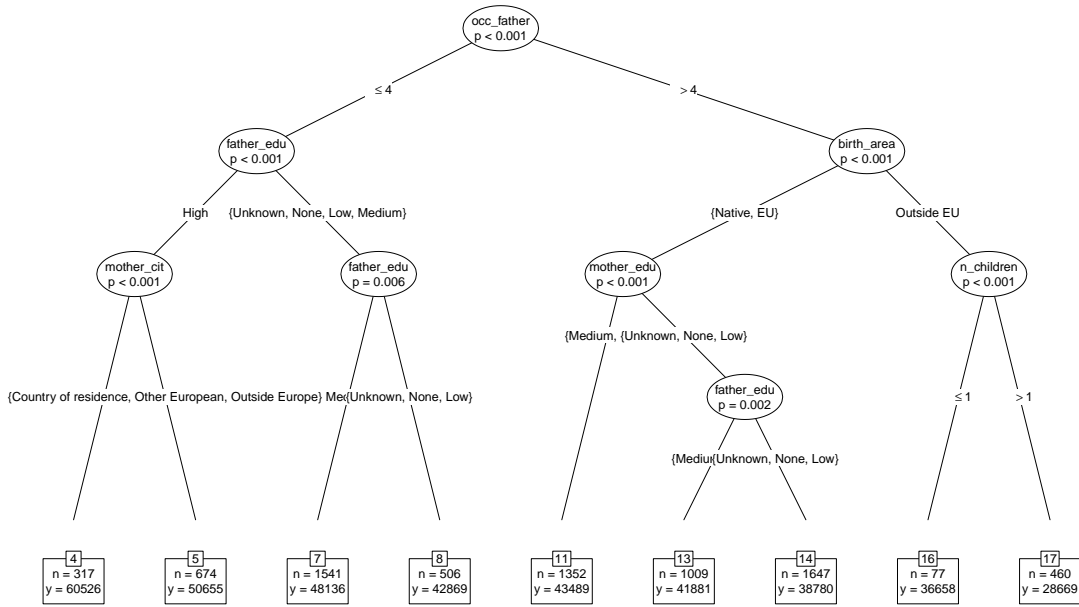 occ_father
p < 0.001
≤ 4
> 4
father_edu
p < 0.001
birth_area
p < 0.001
High
{Unknown, None, Low, Medium}
{Native, EU}
Outside EU
mother_cit
p < 0.001
father_edu
p = 0.006
mother_edu
p < 0.001
n_children
p < 0.001
{Medium, {Unknown, None, Low}
{Country of residence, Other European, Outside Europe}
{Unknown, None, Low}
father_edu
p = 0.002
≤ 1
> 1
{Unknown, None, Low}
4
n = 317
y = 60526
5
n = 674
y = 50655
7
n = 1541
y = 48136
8
n = 506
y = 42869
11
n = 1352
y = 43489
13
n = 1009
y = 41881
14
n = 1647
y = 38780
16
n = 77
y = 36658
17
n = 460
y = 28669